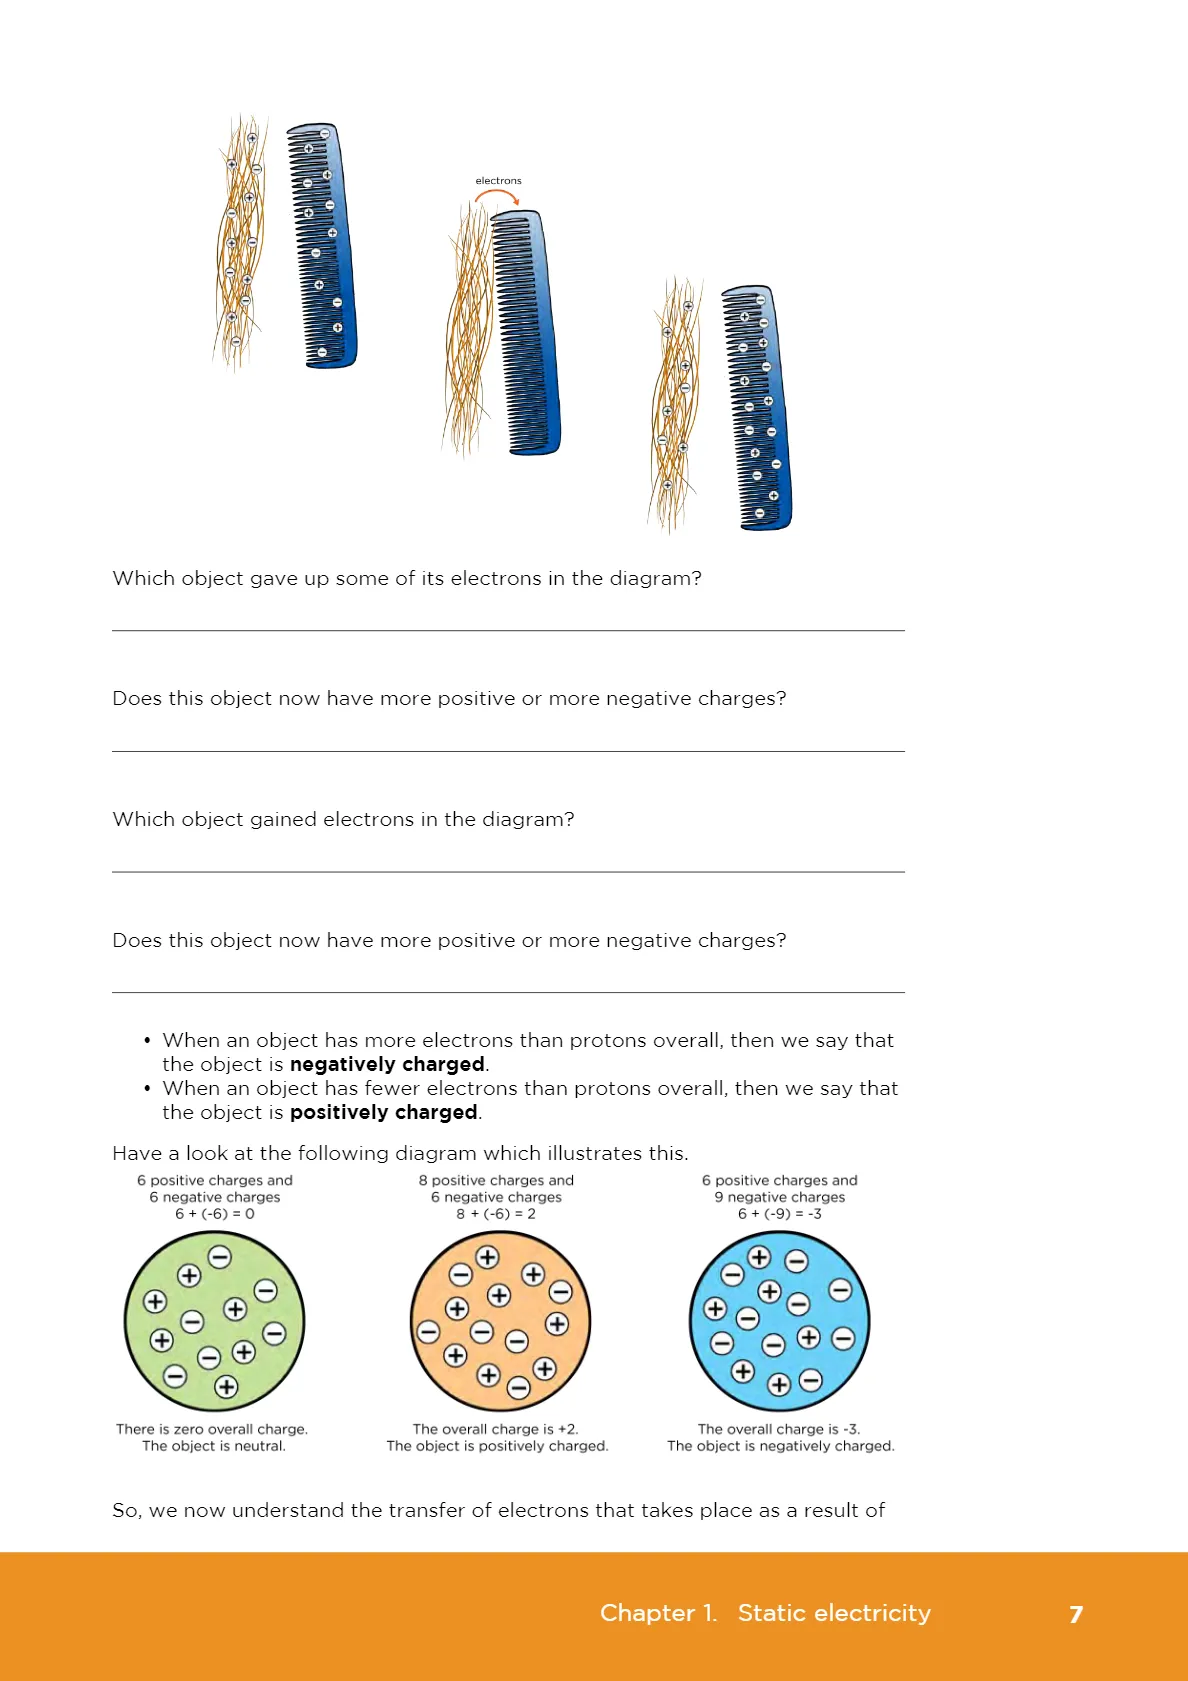 electrons
Which object gave up some of its electrons in the diagram?
Does this object now have more positive or more negative charges?
Which object gained electrons in the diagram?
Does this object now have more positive or more negative charges?
• When an object has more electrons than protons overall, then we say that
the object is negatively charged.
• When an object has fewer electrons than protons overall, then we say that
the object is positively charged.
Have a look at the following diagram which illustrates this.
6 positive charges and
6 negative charges
6 + (-6) = 0
There is zero overall charge.
The object is neutral.
8 positive charges and
6 negative charges
8 + (-6) = 2
The overall charge is +2.
The object is positively charged.
6 positive charges and
9 negative charges
6 + (-9) = -3
The overall charge is -3.
The object is negatively charged.
So, we now understand the transfer of electrons that takes place as a result of
Chapter 1. Static electricity 7